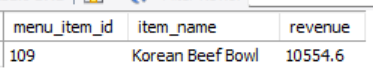 menu_item_id item_name revenue
109 Korean Beef Bowl 10554.6